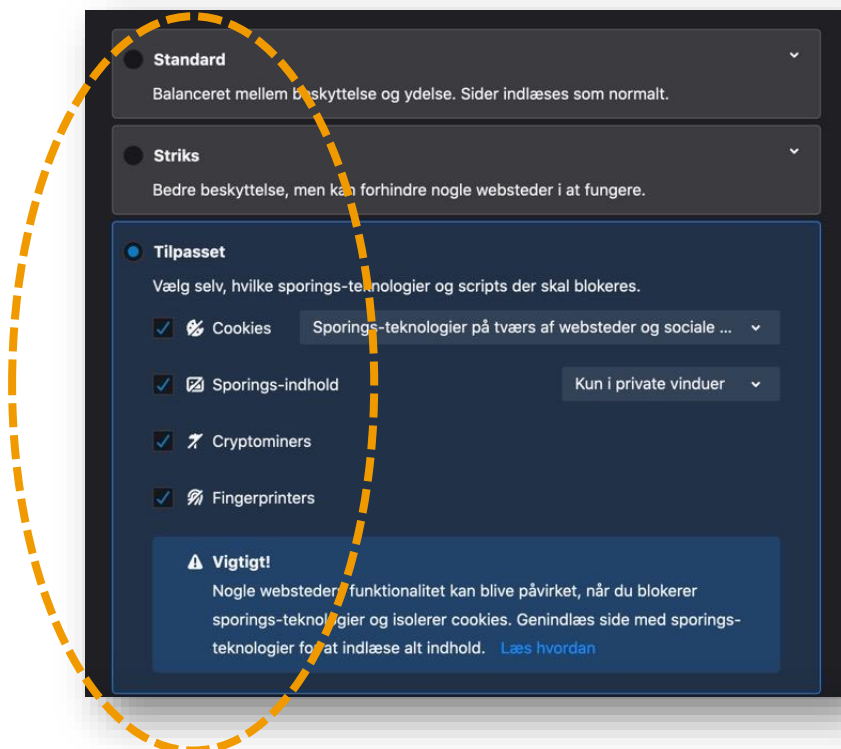 Standard
Balanceret mellem beskyttelse og ydelse. Sider indlæses som normalt.
Striks
Bedre beskyttelse, men kan forhindre nogle websteder i at fungere.
Tilpasset
Vælg selv, hvilke sporings-teknologier og scripts der skal blokeres.
Cookies Sporings-teknologier på tværs af websteder og sociale ...
Sporings-indhold Kun i private vinduer
Cryptominers
Fingerprinters
Vigtigt!
Nogle websteders funktionalitet kan blive påvirket, når du blokerer
sporings-teknologier og isolerer cookies. Genindlæs side med sporings-
teknologier for at indlæse alt indhold. Læs hvordan